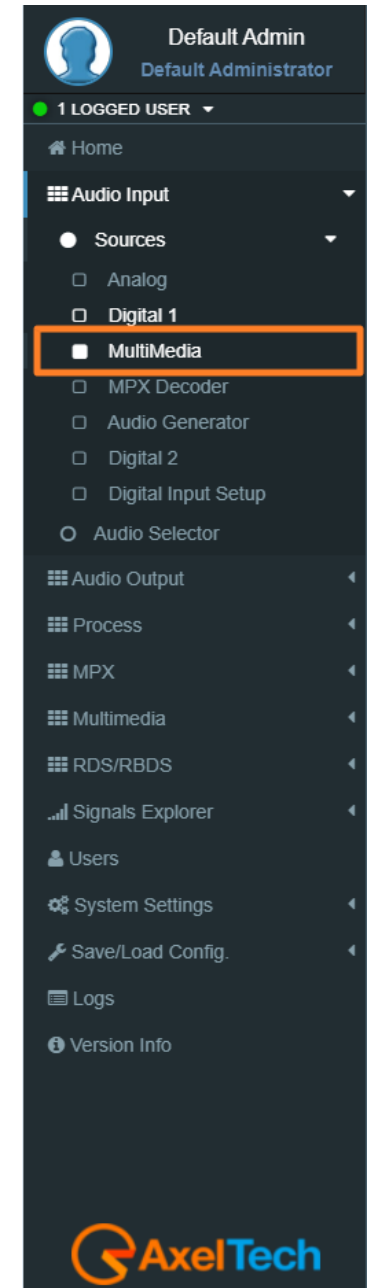 Default Admin
Default Administrator
1 LOGGED USER
Home
Audio Input
Sources
Analog
Digital 1
MultiMedia
MPX Decoder
Audio Generator
Digital 2
Digital Input Setup
Audio Selector
Audio Output
Process
MPX
Multimedia
RDS/RBDS
Signals Explorer
Users
System Settings
Save/Load Config.
Logs
Version Info
AxelTech